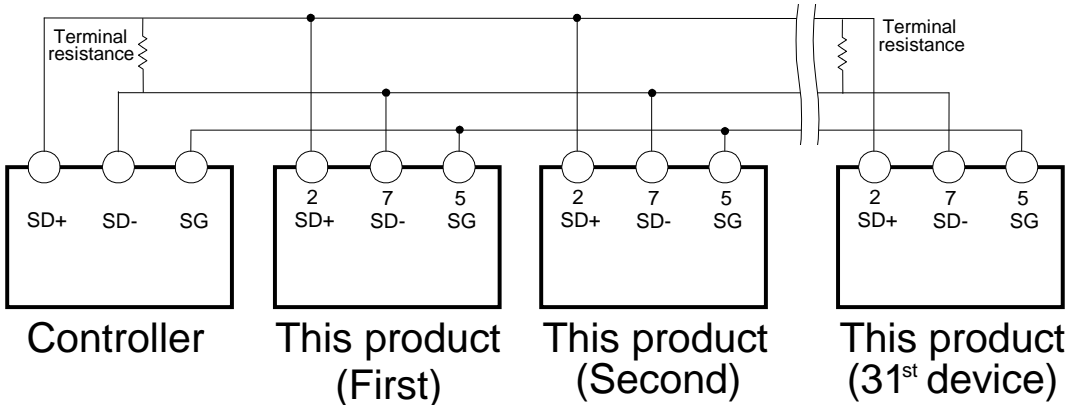 Terminal
resistance
Terminal
resistance
SD+ SD- SG
2 7 5
SD+ SD- SG
2 7 5
SD+ SD- SG
2 7 5
SD+ SD- SG
Controller
This product
(First)
This product
(Second)
This product
(31st device)